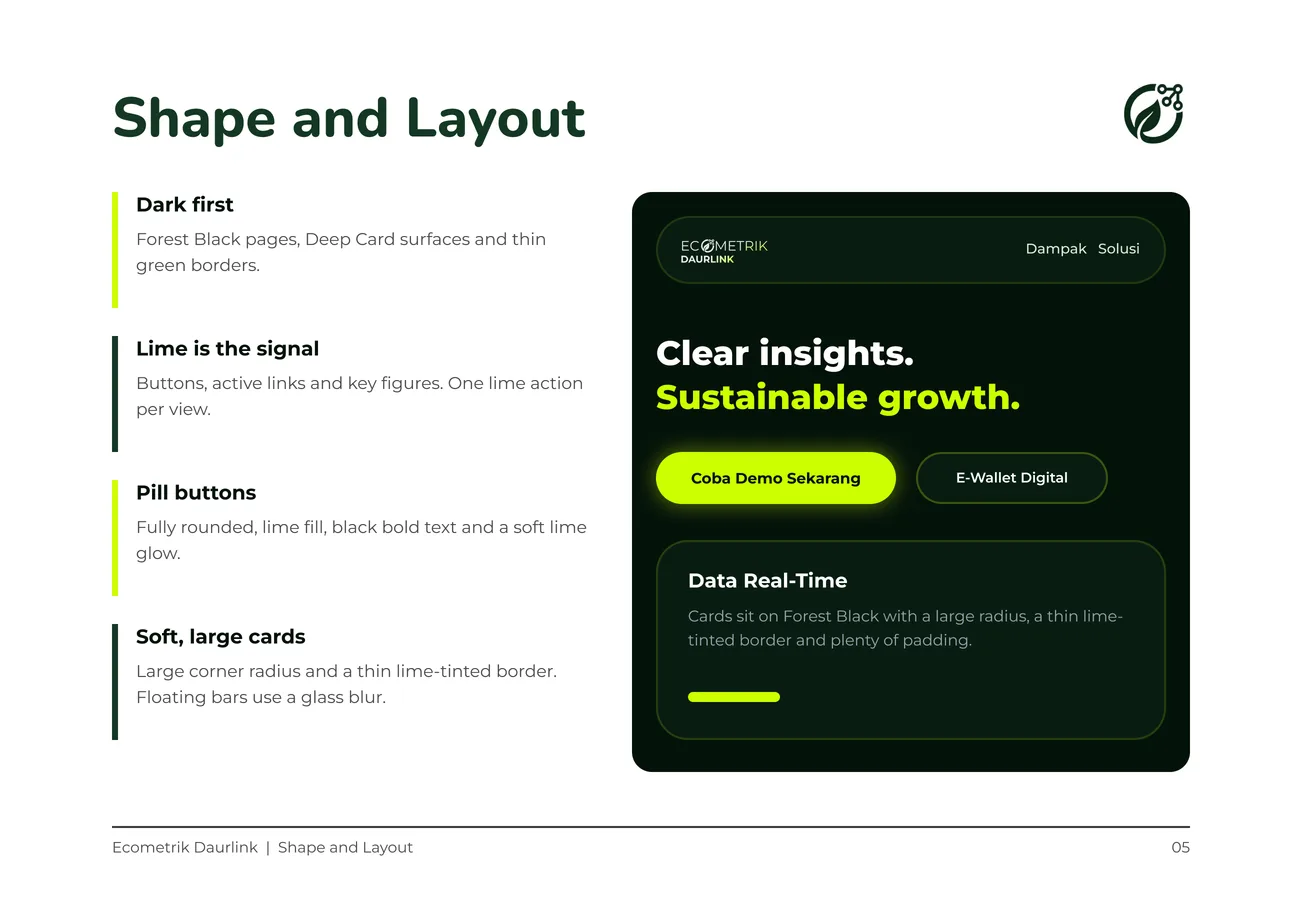 Shape and Layout
Dark first
Forest Black pages, Deep Card surfaces and thin
green borders.
Lime is the signal
Buttons, active links and key figures. One lime action
per view.
Pill buttons
Fully rounded, lime fill, black bold text and a soft lime
glow.
Soft, large cards
Large corner radius and a thin lime-tinted border.
Floating bars use a glass blur.
ECOMETRIK
DAURLINK
Dampak Solusi
Clear insights.
Sustainable growth.
Coba Demo Sekarang
E-Wallet Digital
Data Real-Time
Cards sit on Forest Black with a large radius, a thin lime-
tinted border and plenty of padding.
Ecometrik Daurlink | Shape and Layout
05